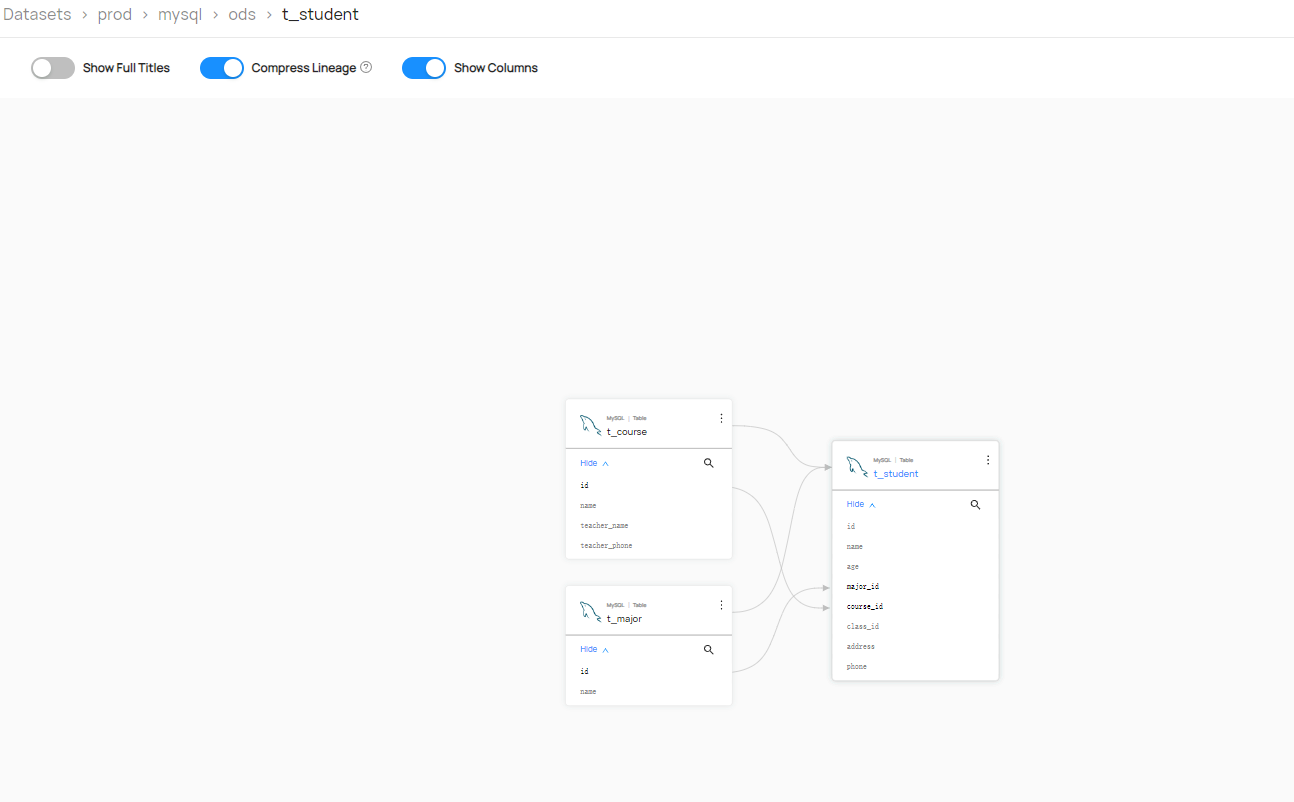 Datasets > prod > mysql > ods > t_student
Show Full Titles Compress Lineage ? Show Columns
MySQL | Table
t_course
Hide
id
name
teacher_name
teacher_phone
MySQL | Table
t_major
Hide
id
name
MySQL | Table
t_student
Hide
id
name
age
major_id
course_id
class_id
address
phone